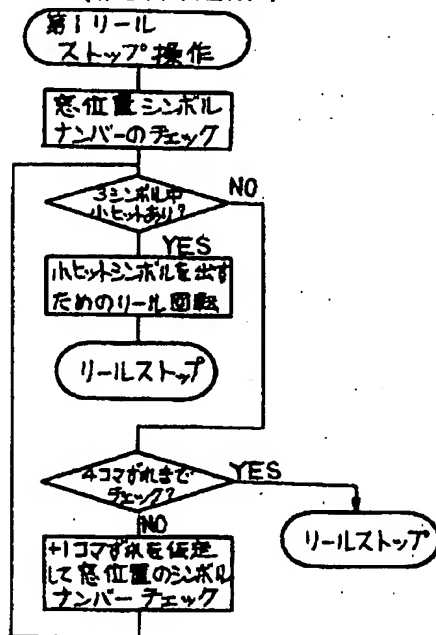 第1リール
ストップ操作
窓位置シンボル
ナンバーのチェック
3シンボル中
小ヒットあり?
NO
YES
小ヒットシンボルを出す
ためのリール回転
リールストップ
4コマずれまで
チェック?
YES
NO
+1コマずれを仮定
して窓位置のシンボル
ナンバーチェック
リールストップ